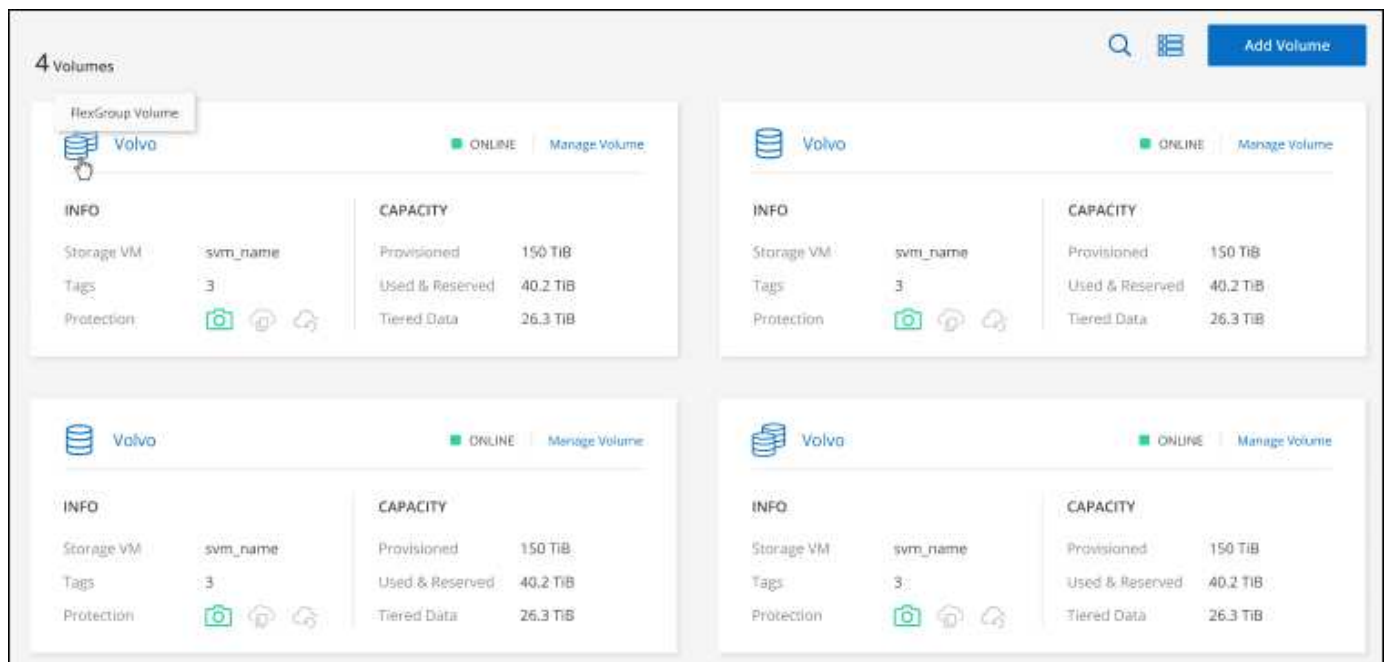 4 Volumes
Add Volume
FlexGroup Volume
Volvo ONLINE Manage Volume
INFO CAPACITY
Storage VM svm_name Provisioned 150 TiB
Tags 3 Used & Reserved 40.2 TiB
Protection Tiered Data 26.3 TiB
Volvo ONLINE Manage Volume
INFO CAPACITY
Storage VM svm_name Provisioned 150 TiB
Tags 3 Used & Reserved 40.2 TiB
Protection Tiered Data 26.3 TiB
Volvo ONLINE Manage Volume
INFO CAPACITY
Storage VM svm_name Provisioned 150 TiB
Tags 3 Used & Reserved 40.2 TiB
Protection Tiered Data 26.3 TiB
Volvo ONLINE Manage Volume
INFO CAPACITY
Storage VM svm_name Provisioned 150 TiB
Tags 3 Used & Reserved 40.2 TiB
Protection Tiered Data 26.3 TiB